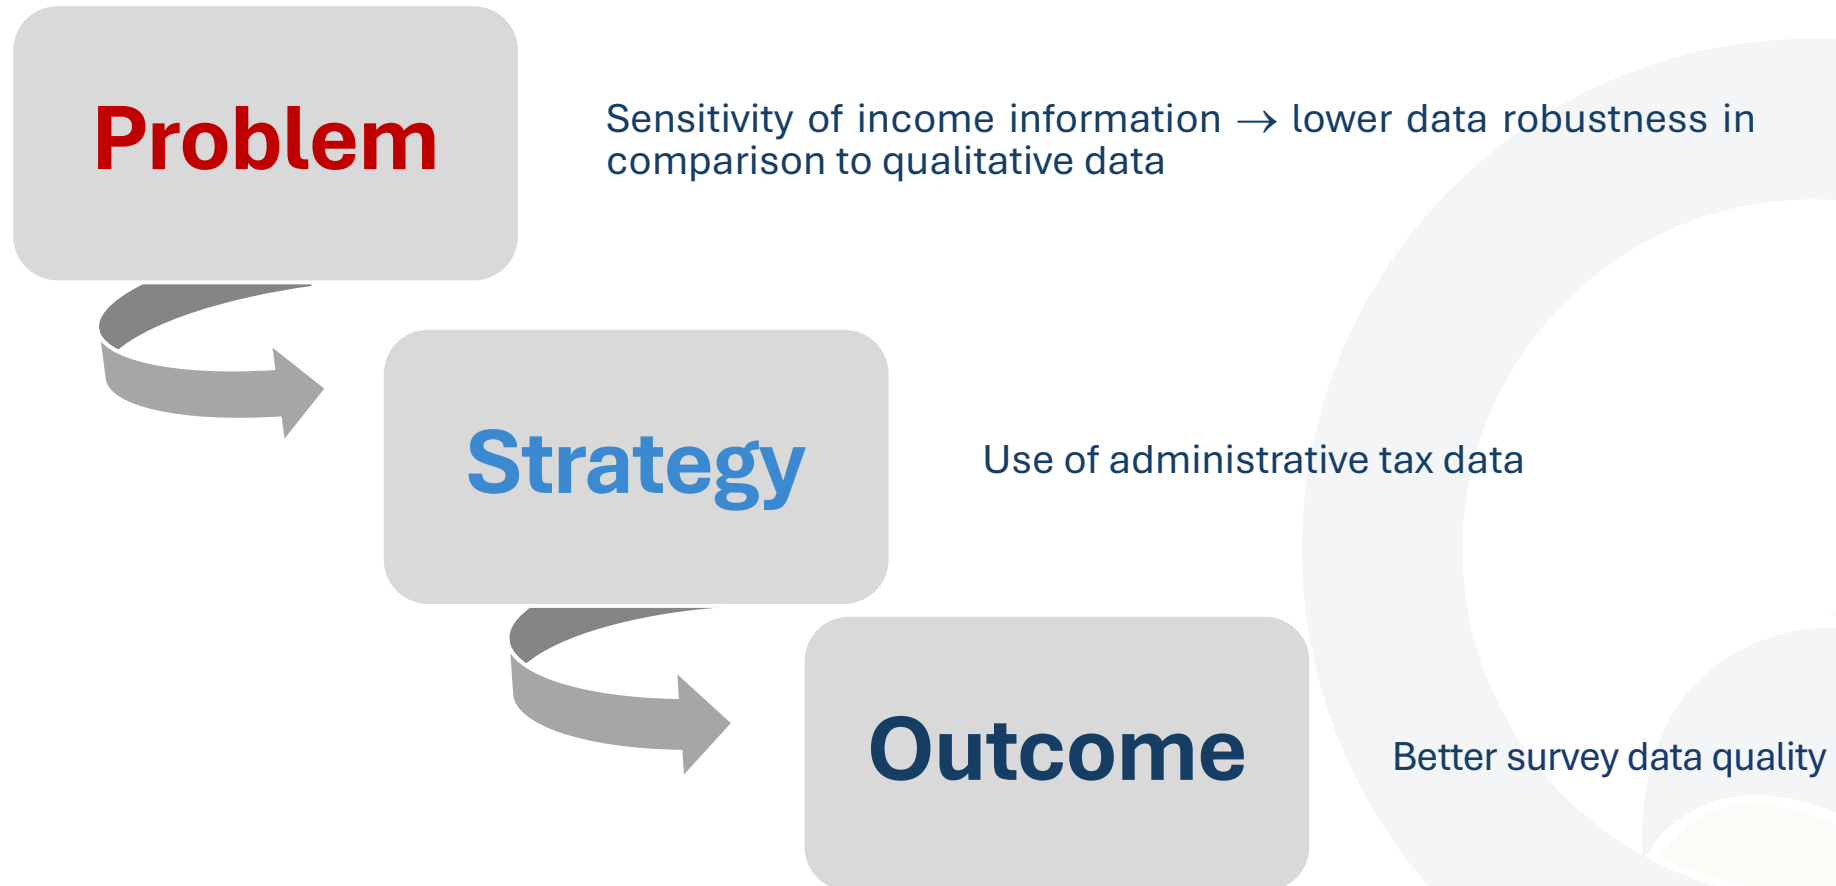 Problem
Sensitivity of income information → lower data robustness in
comparison to qualitative data
Strategy
Use of administrative tax data
Outcome
Better survey data quality